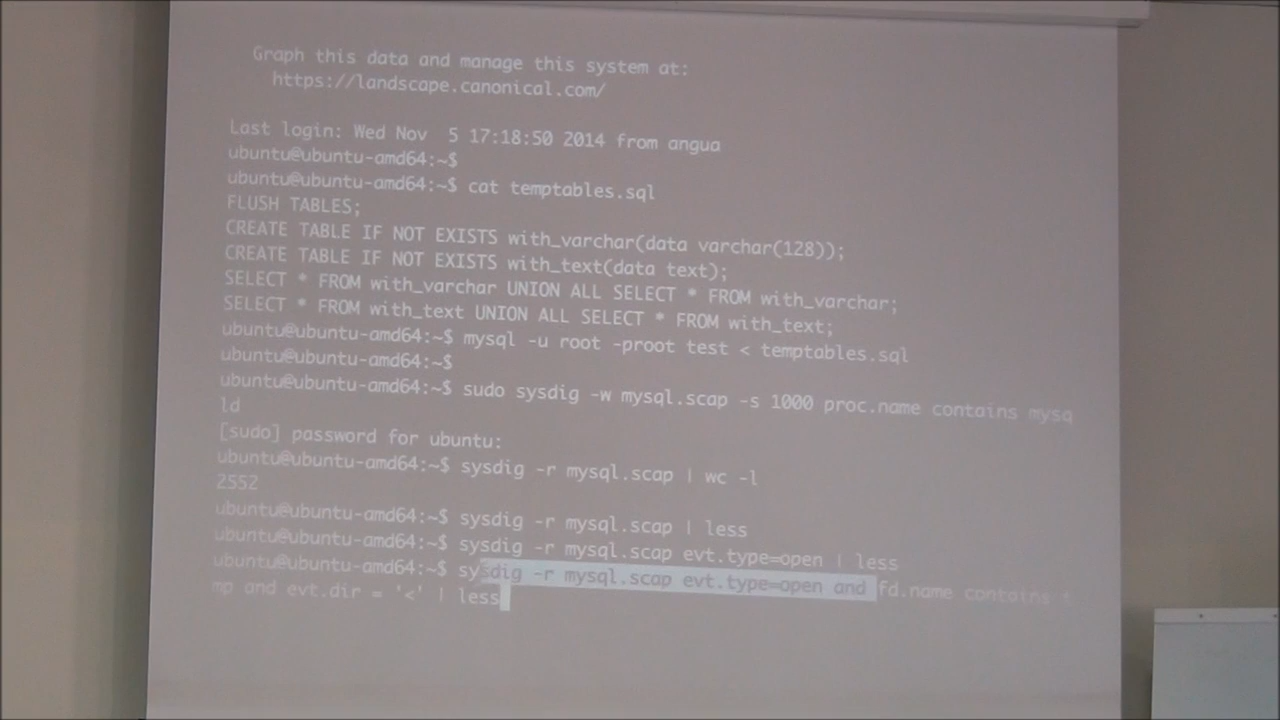 Graph this data and manage this system at:
https://landscape.canonical.com/
Last login: Wed Nov  5 17:18:50 2014 from angua
ubuntu@ubuntu-amd64:~$
ubuntu@ubuntu-amd64:~$ cat temptables.sql
FLUSH TABLES;
CREATE TABLE IF NOT EXISTS with_varchar(data varchar(128));
CREATE TABLE IF NOT EXISTS with_text(data text);
SELECT * FROM with_varchar UNION ALL SELECT * FROM with_varchar;
SELECT * FROM with_text UNION ALL SELECT * FROM with_text;
ubuntu@ubuntu-amd64:~$ mysql -u root -proot test < temptables.sql
ubuntu@ubuntu-amd64:~$
ubuntu@ubuntu-amd64:~$ sudo sysdig -w mysql.scap -s 1000 proc.name contains mysq
ld
[sudo] password for ubuntu:
ubuntu@ubuntu-amd64:~$ sysdig -r mysql.scap | wc -l
2552
ubuntu@ubuntu-amd64:~$ sysdig -r mysql.scap | less
ubuntu@ubuntu-amd64:~$ sysdig -r mysql.scap evt.type=open | less
ubuntu@ubuntu-amd64:~$ sysdig -r mysql.scap evt.type=open and fd.name contains t
mp and evt.dir = '<' | less